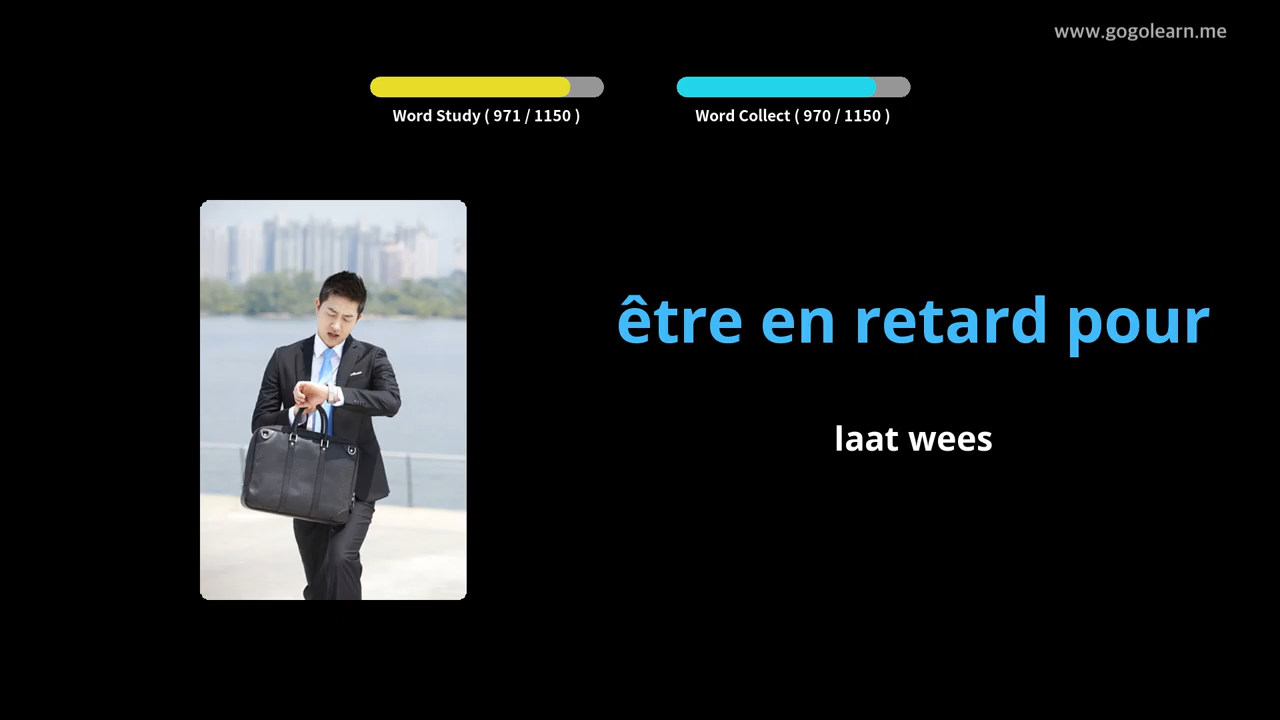 www.gogolearn.me
Word Study ( 971 / 1150 )
Word Collect ( 970 / 1150 )
être en retard pour
laat wees